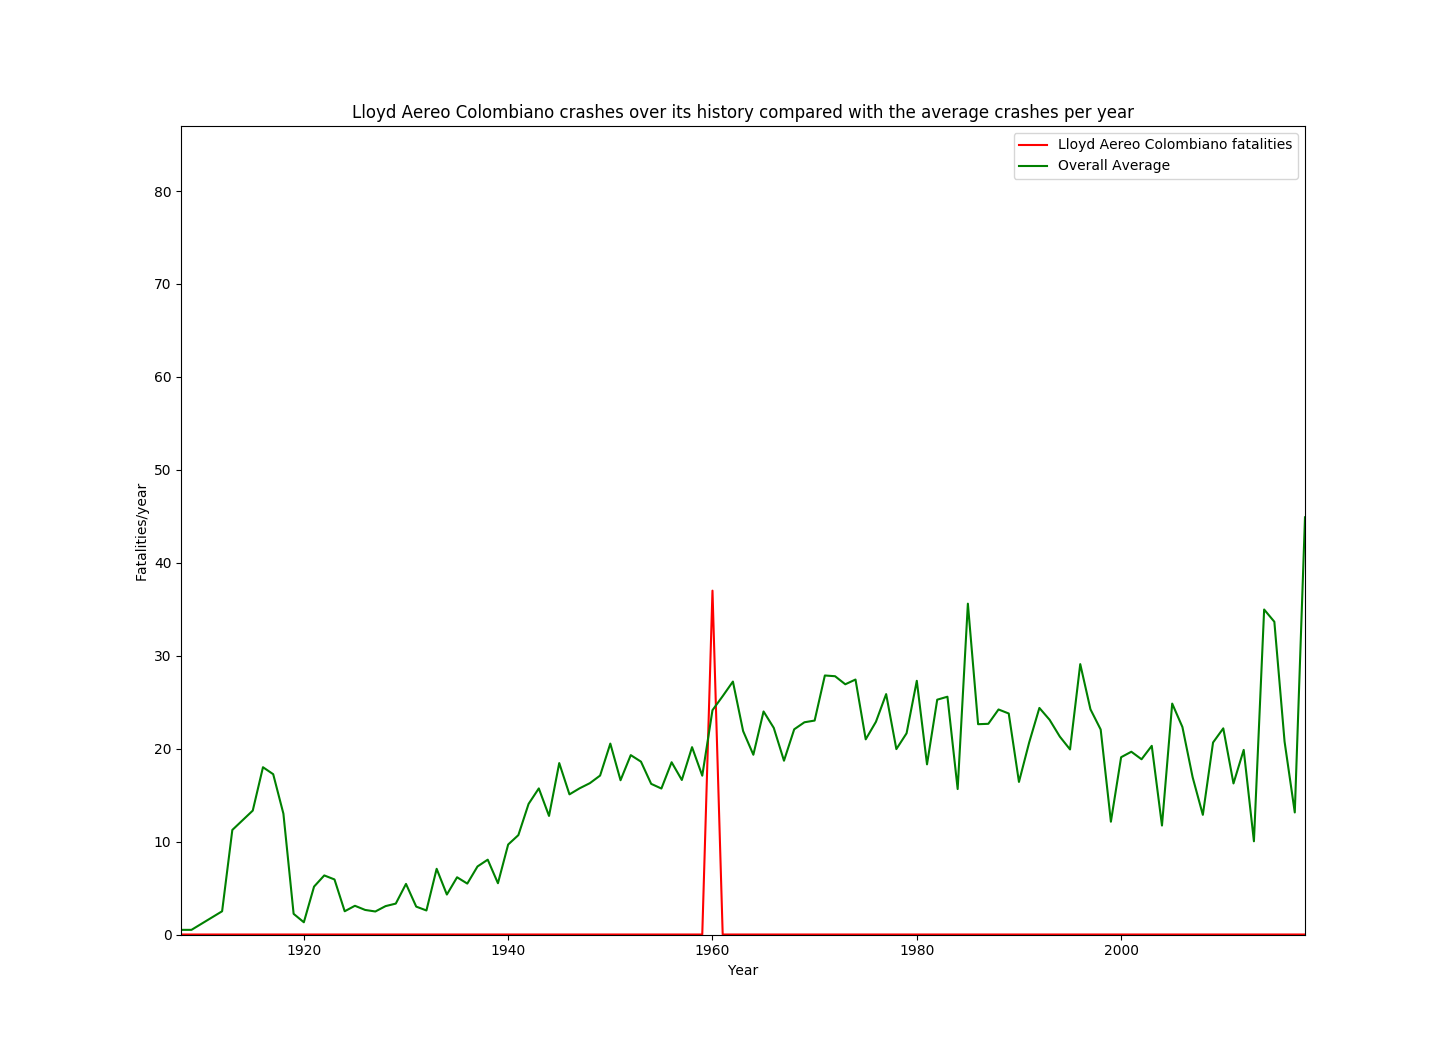 Lloyd Aereo Colombiano crashes over its history compared with the average crashes per year
Lloyd Aereo Colombiano fatalities
Overall Average
80
70
60
50
40
30
20
10
0
Fatalities/year
1920 1940 1960 1980 2000
Year